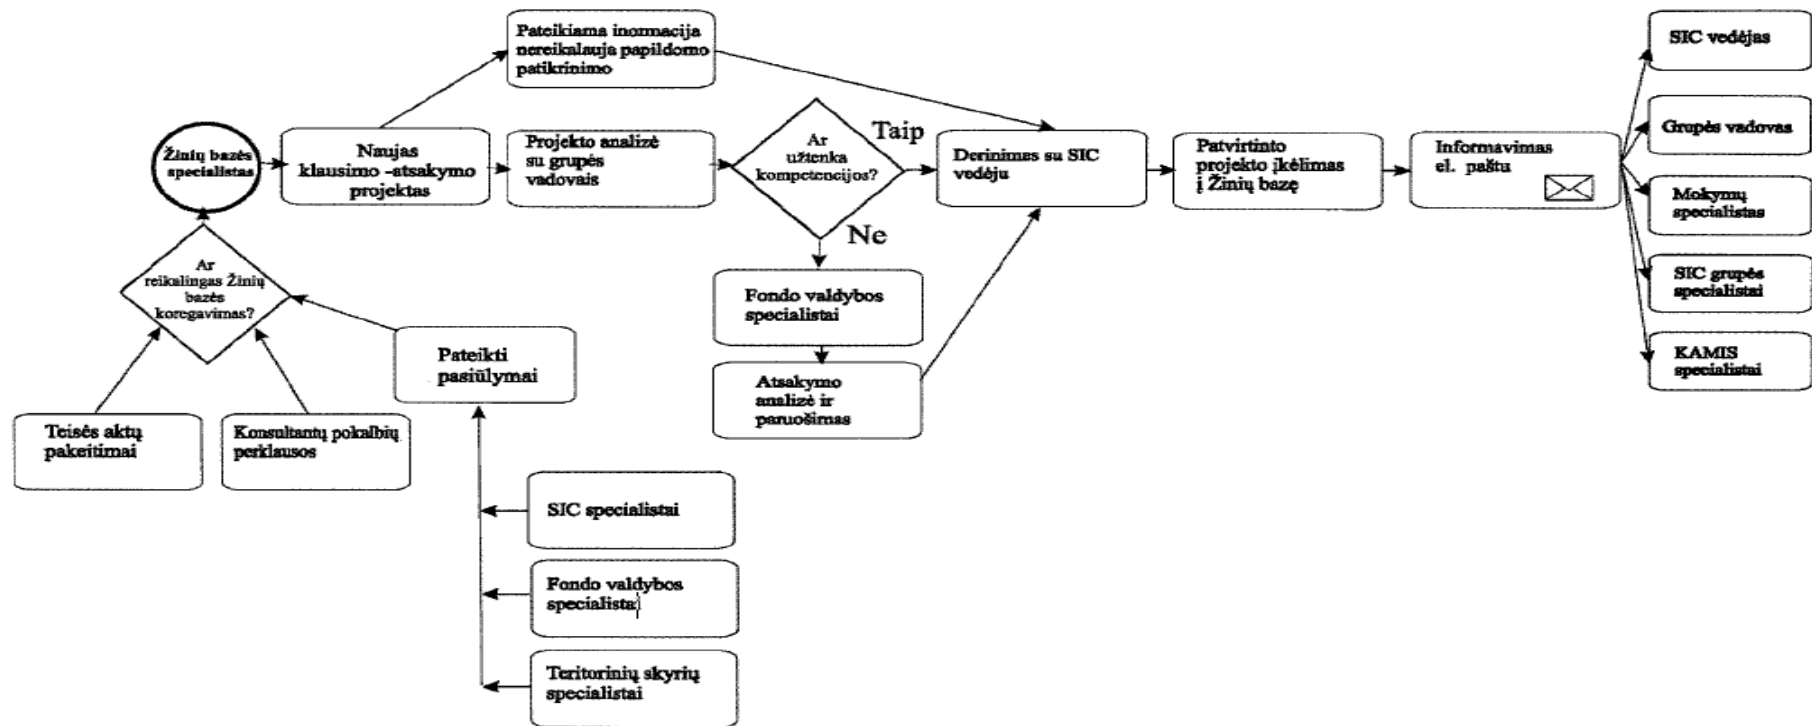 Pateikiama inormacija
nereikalauja papildomo
patikrinimo
SIC vedėjas
Žinių bazės
specialistas
Naujas
klausimo -atsakymo
projektas
Projekto analizė
su grupės
vadovais
Ar
užtenka
kompetencijos?
Taip
Ne
Derinimas su SIC
vedėju
Patvirtinto
projekto įkėlimas
į Žinių bazę
Informavimas
el. paštu
Grupės vadovas
Mokymų
specialistas
SIC grupės
specialistai
KAMIS
specialistai
Ar
reikalingas Žinių
bazės
koregavimas?
Fondo valdybos
specialistai
Pateikti
pasiūlymai
Atsakymo
analizė ir
paruošimas
Teisės aktų
pakeitimai
Konsultantų pokalbių
perklausos
SIC specialistai
Fondo valdybos
specialistai
Teritorinių skyrių
specialistai